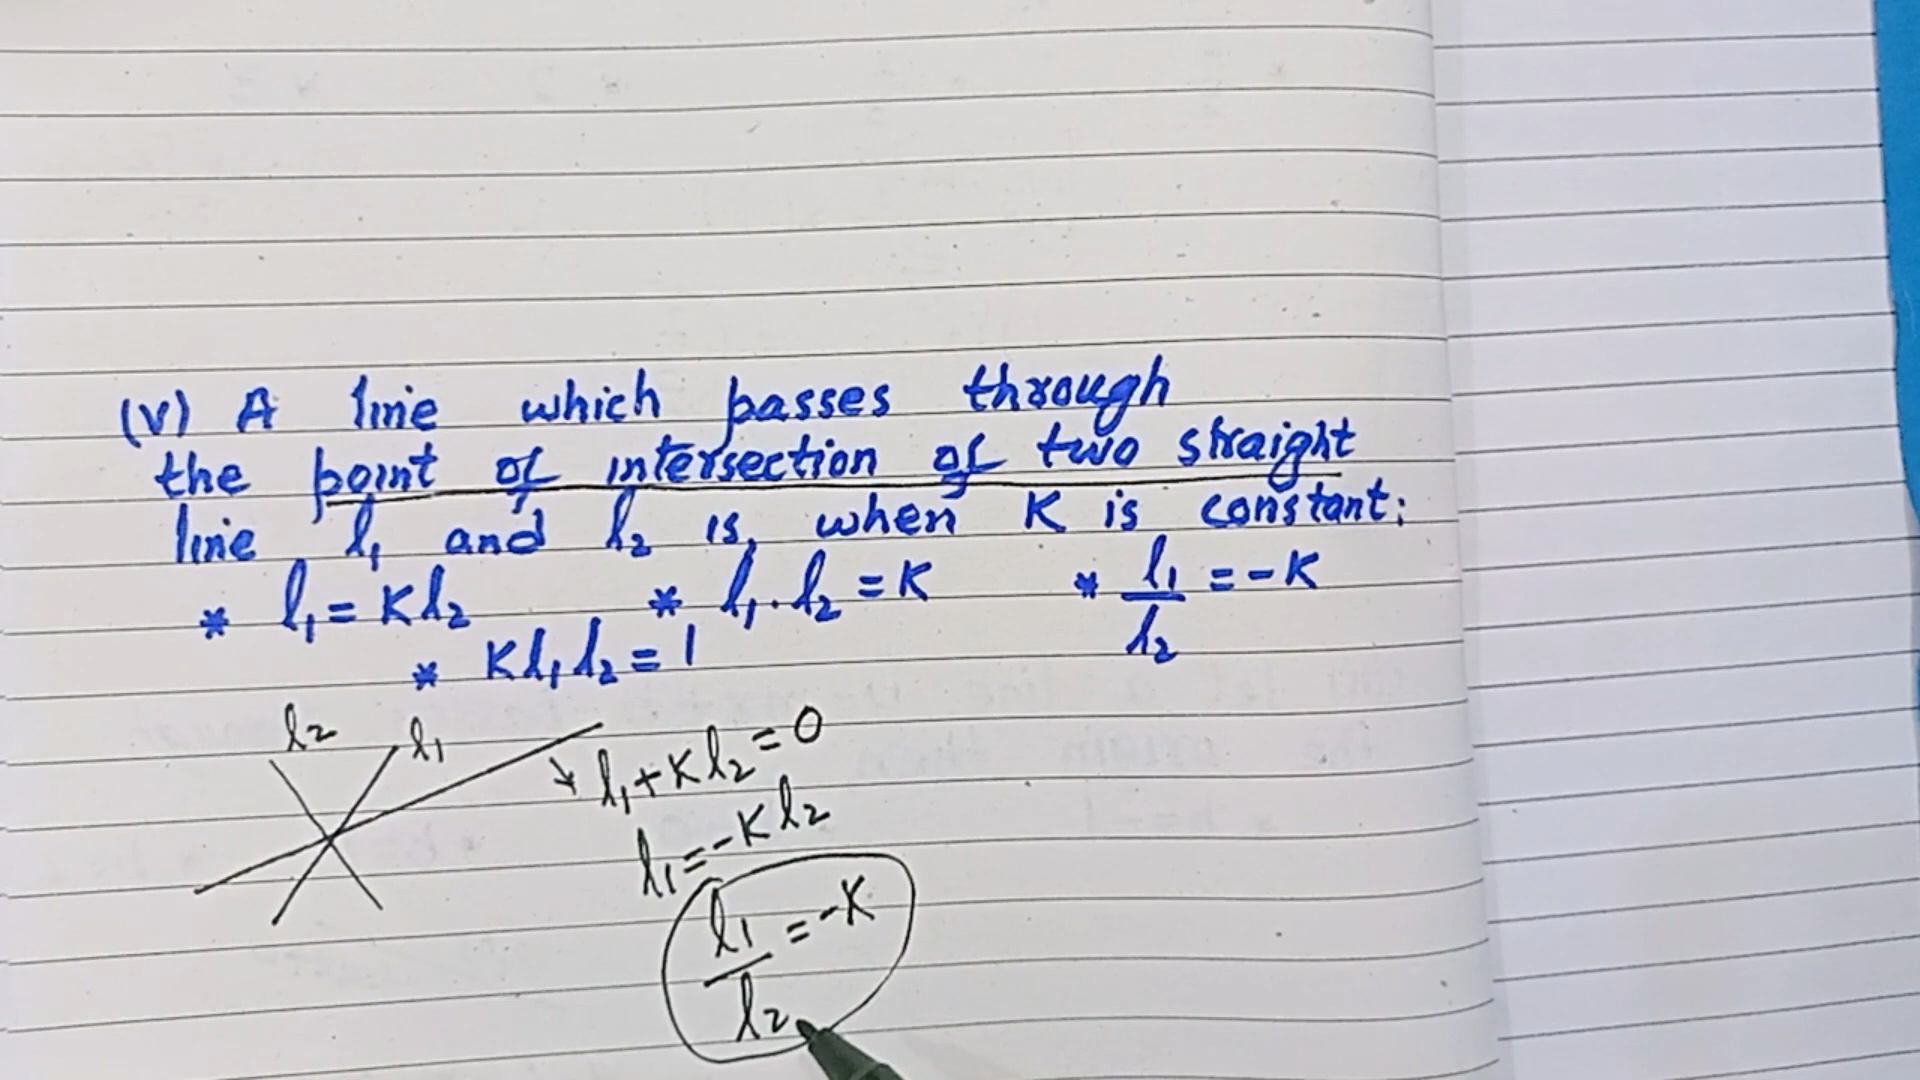 (V) A line which passes through
the point of intersection of two straight
line l₁ and l₂ is, when K is constant:
* l₁ = Kl₂ * l₁.l₂ = K * l₁/l₂ = -K
* Kl₁l₂ = 1
l₂ l₁
l₁+Kl₂=0
l₁=-Kl₂
l₁/l₂ = -K